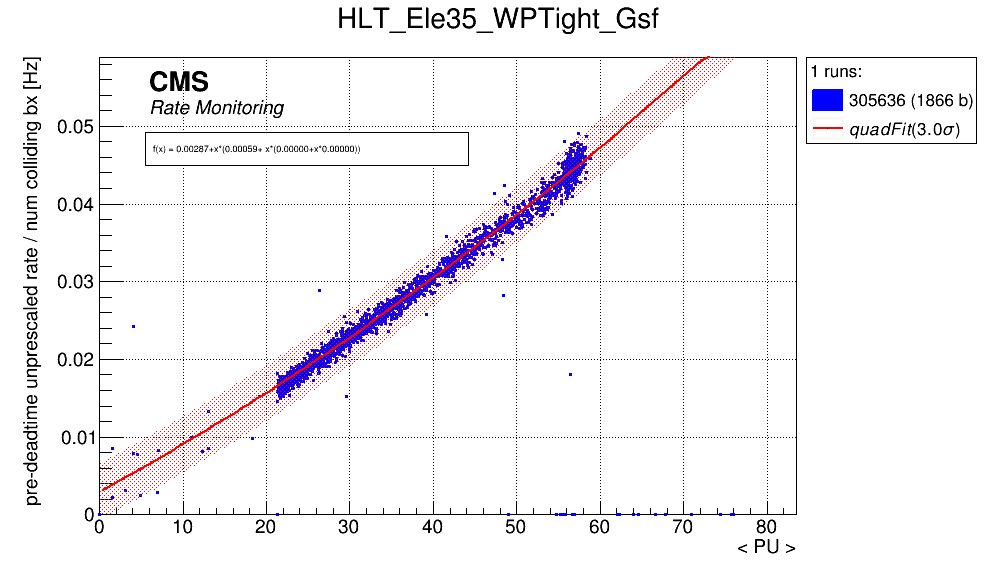 HLT_Ele35_WPTight_Gsf
pre-deadtime unprescaled rate / num colliding bx [Hz]
CMS
Rate Monitoring
f(x) = 0.00287+x*(0.00059+ x*(0.00000+x*0.00000))
1 runs:
305636 (1866 b)
quadFit(3.0σ)
0.05
0.04
0.03
0.02
0.01
0
0 10 20 30 40 50 60 70 80
< PU >